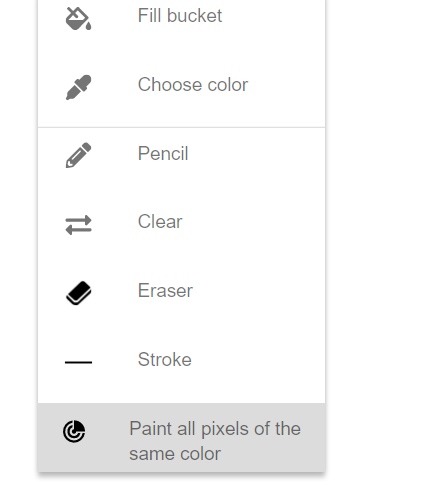 Fill bucket
Choose color
Pencil
Clear
Eraser
Stroke
Paint all pixels of the
same color